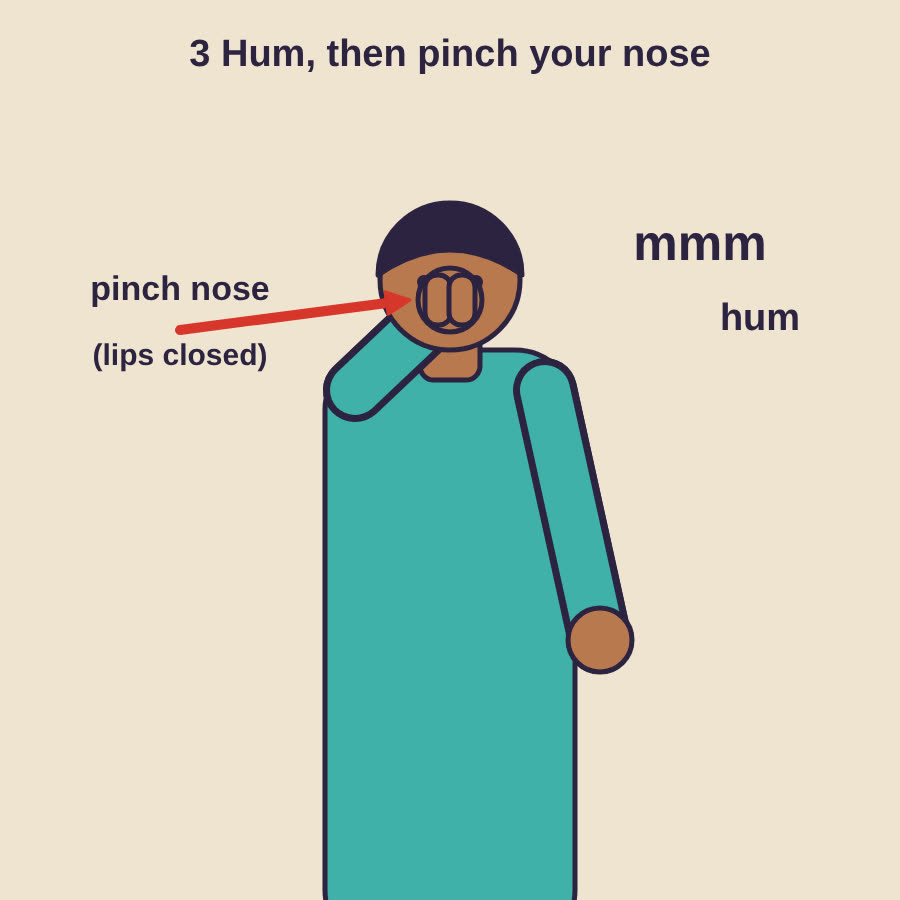 3 Hum, then pinch your nose
mmm
pinch nose
hum
(lips closed)